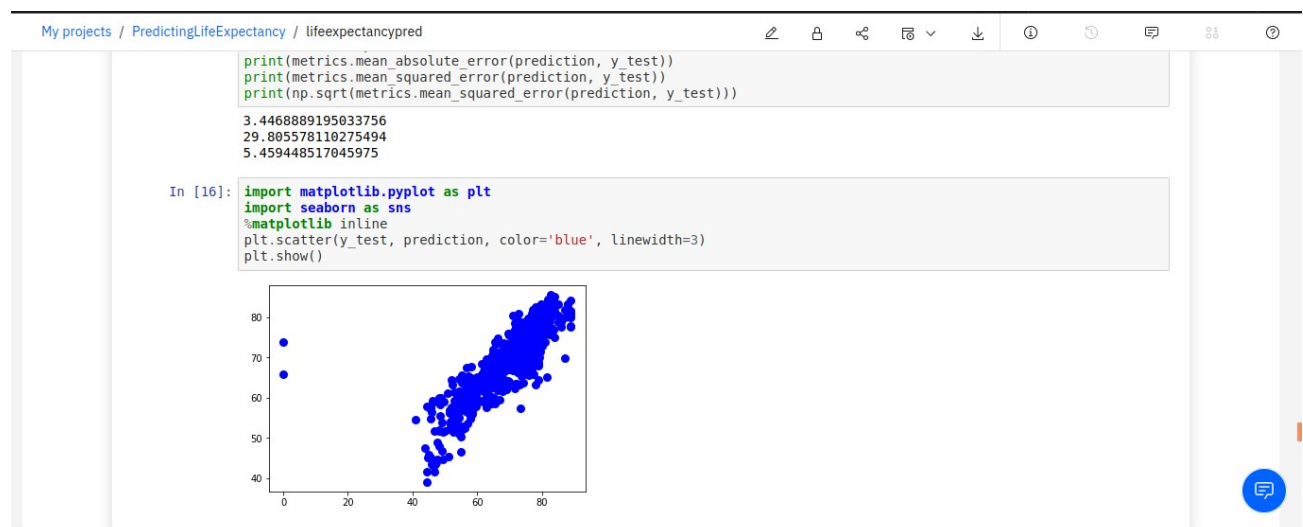 My projects / PredictingLifeExpectancy / lifeexpectancypred
print(metrics.mean_absolute_error(prediction, y_test))
print(metrics.mean_squared_error(prediction, y_test))
print(np.sqrt(metrics.mean_squared_error(prediction, y_test)))
3.4468889195033756
29.805578110275494
5.459448517045975
In [16]: import matplotlib.pyplot as plt
import seaborn as sns
%matplotlib inline
plt.scatter(y_test, prediction, color='blue', linewidth=3)
plt.show()
80
70
60
50
40
0 20 40 60 80